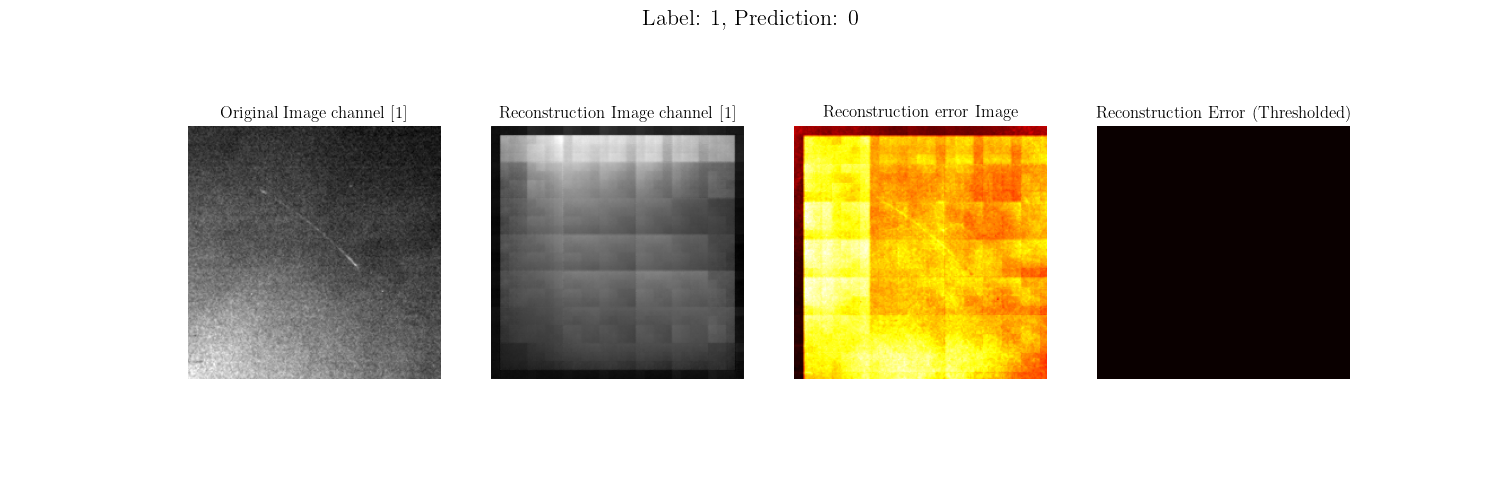 Label: 1, Prediction: 0
Original Image channel [1]
Reconstruction Image channel [1]
Reconstruction error Image
Reconstruction Error (Thresholded)